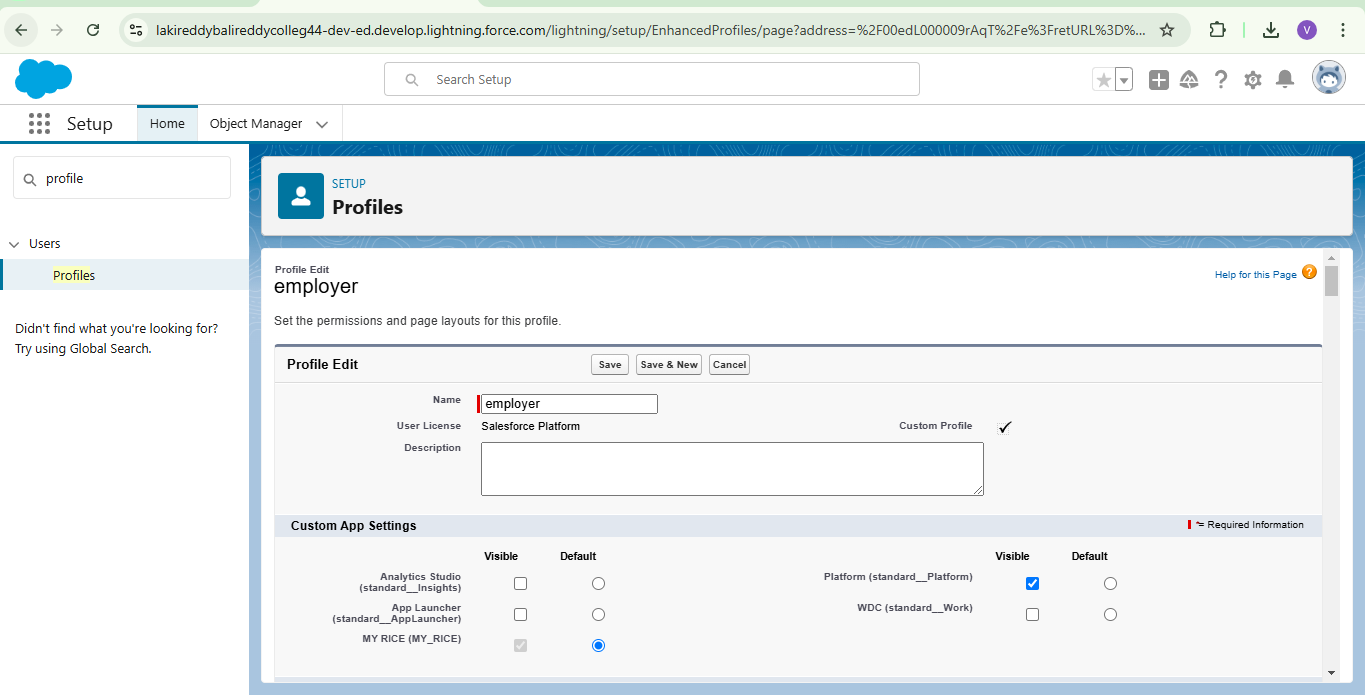 lakireddybalireddycolleg44-dev-ed.develop.lightning.force.com/lightning/setup/EnhancedProfiles/page?address=%2F00edL000009rAqT%2Fe%3FretURL%3D%...
V
Search Setup
Setup
Home
Object Manager
profile
Users
Profiles
Didn't find what you're looking for?
Try using Global Search.
SETUP
Profiles
Profile Edit
employer
Help for this Page ?
Set the permissions and page layouts for this profile.
Profile Edit
Save
Save & New
Cancel
Name
employer
User License
Salesforce Platform
Custom Profile
Description
Custom App Settings
= Required Information
Visible
Default
Visible
Default
Analytics Studio
(standard__Insights)
Platform (standard__Platform)
App Launcher
(standard__AppLauncher)
WDC (standard__Work)
MY RICE (MY_RICE)